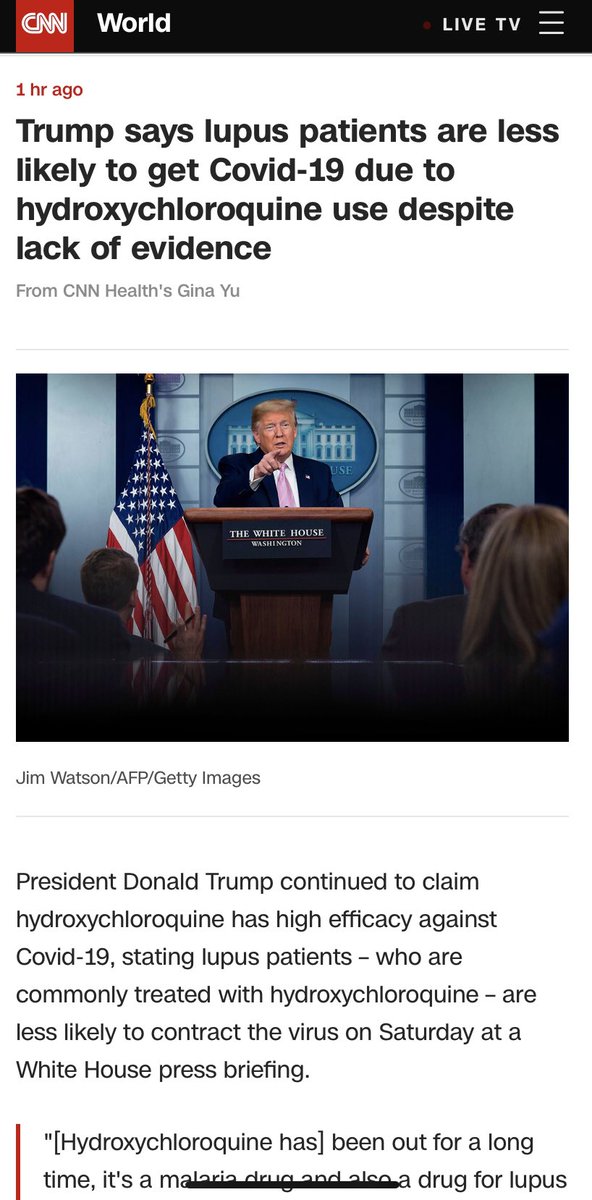 CNN World LIVE TV
1 hr ago
Trump says lupus patients are less
likely to get Covid-19 due to
hydroxychloroquine use despite
lack of evidence
From CNN Health's Gina Yu
USE
THE WHITE HOUSE
WASHINGTON
Jim Watson/AFP/Getty Images
President Donald Trump continued to claim
hydroxychloroquine has high efficacy against
Covid-19, stating lupus patients – who are
commonly treated with hydroxychloroquine – are
less likely to contract the virus on Saturday at a
White House press briefing.
"[Hydroxychloroquine has] been out for a long
time, it's a malaria drug and also a drug for lupus